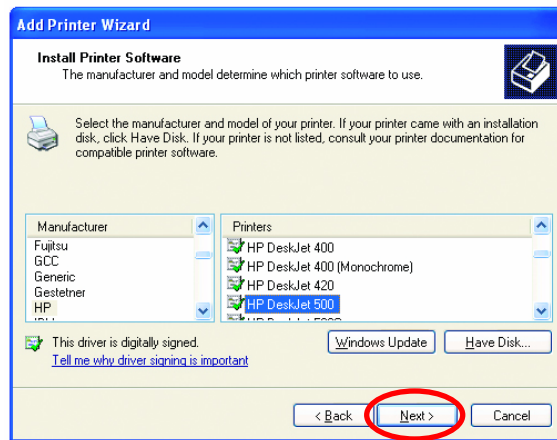 Add Printer Wizard
Install Printer Software
The manufacturer and model determine which printer software to use.
Select the manufacturer and model of your printer. If your printer came with an installation
disk, click Have Disk. If your printer is not listed, consult your printer documentation for
compatible printer software.
Manufacturer
Fujitsu
GCC
Generic
Gestetner
HP
Printers
HP DeskJet 400
HP DeskJet 400 (Monochrome)
HP DeskJet 420
HP DeskJet 500
This driver is digitally signed.
Tell me why driver signing is important
Windows Update
Have Disk...
< Back
Next >
Cancel